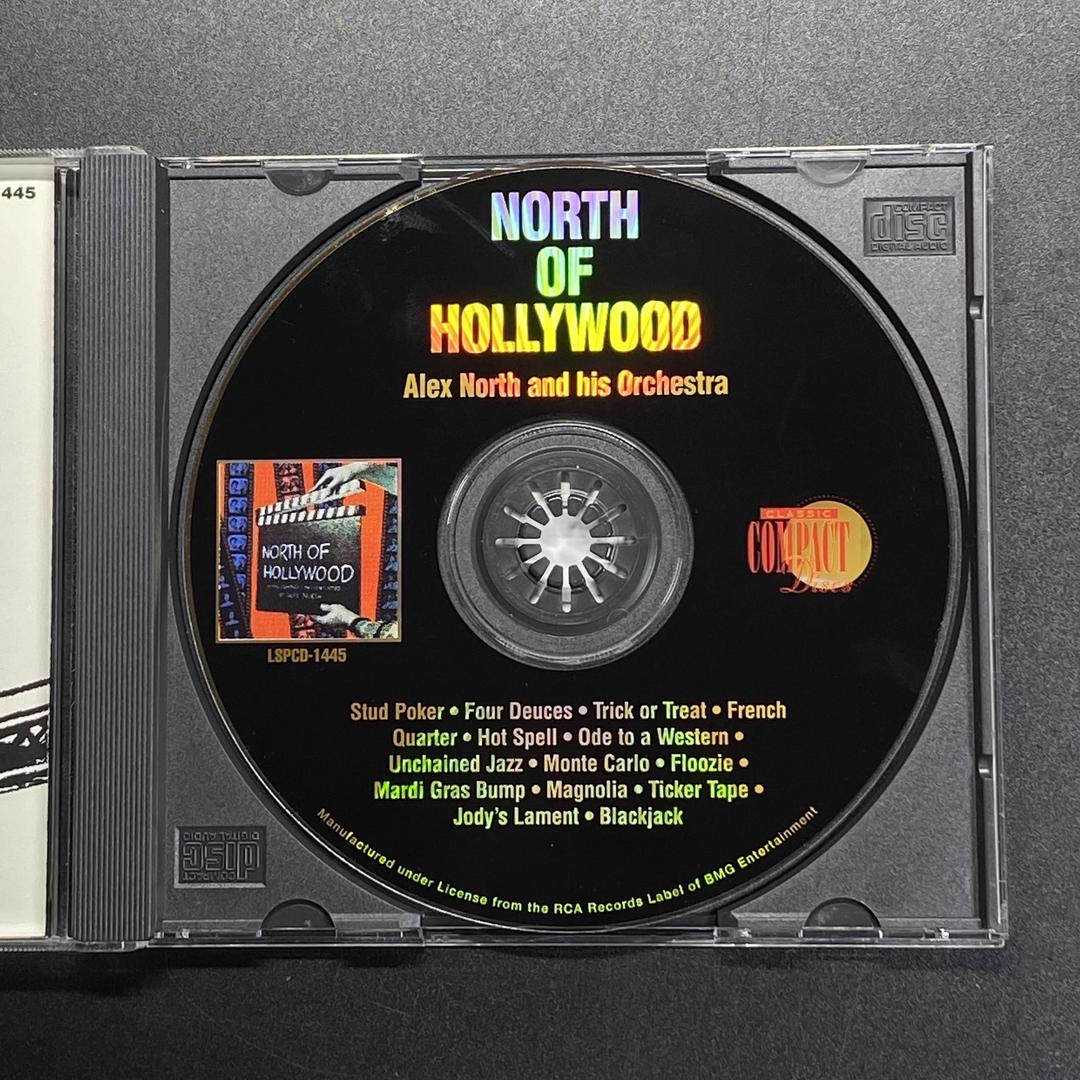 1445
COMPACT
disc
DIGITAL AUDIO
NORTH
OF
HOLLYWOOD
Alex North and his Orchestra
NORTH OF
HOLLYWOOD
LSPCD-1445
CLASSIC
COMPACT
Discs
Stud Poker • Four Deuces • Trick or Treat • French
Quarter • Hot Spell • Ode to a Western •
Unchained Jazz • Monte Carlo • Floozie •
Mardi Gras Bump • Magnolia • Ticker Tape •
Jody's Lament • Blackjack
Manufactured under License from the RCA Records Label of BMG Entertainment
COMPACT
disc
DIGITAL AUDIO